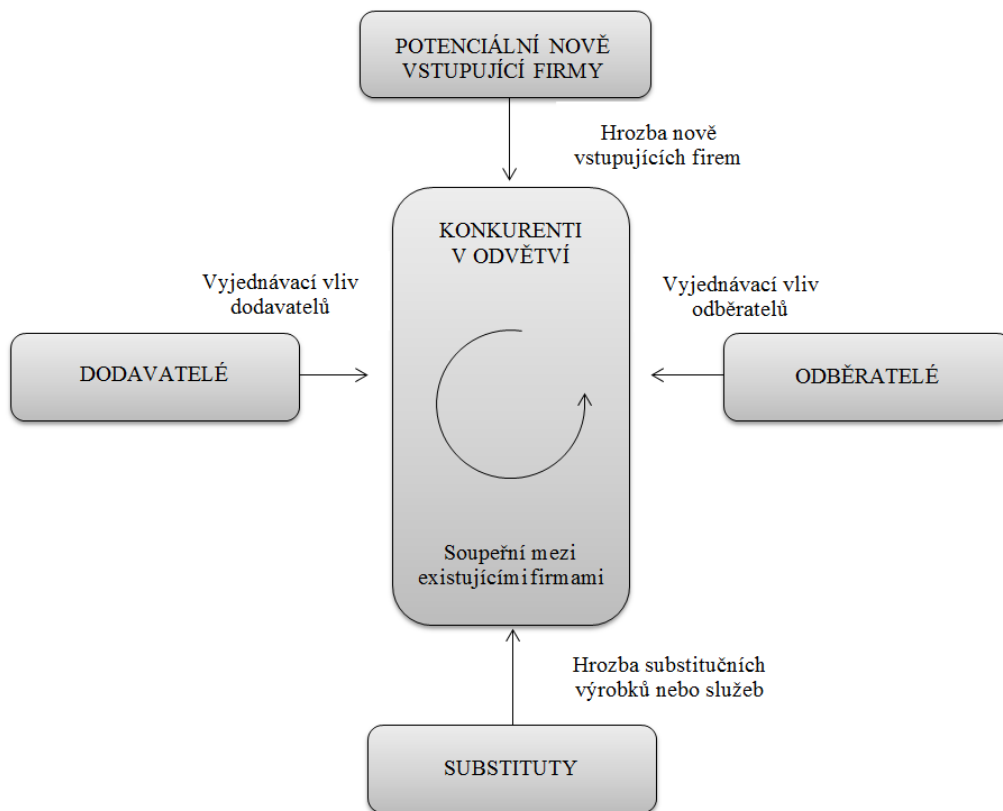 POTENCIÁLNÍ NOVĚ
VSTUPUJÍCÍ FIRMY
Hrozba nově
vstupujících firem
KONKURENTI
V ODVĚTVÍ
Vyjednávací vliv
dodavatelů
Vyjednávací vliv
odběratelů
DODAVATELÉ
ODBĚRATELÉ
Soupeřní mezi
existujícími firmami
Hrozba substitučních
výrobků nebo služeb
SUBSTITUTY